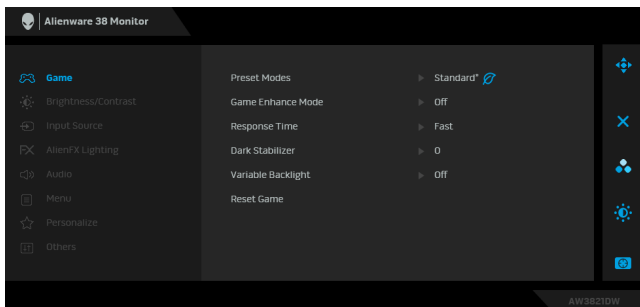 Alienware 38 Monitor
Game
Preset Modes Standard*
Brightness/Contrast
Game Enhance Mode Off
Input Source
Response Time Fast
AlienFX Lighting
Dark Stabilizer 0
Audio
Variable Backlight Off
Menu
Reset Game
Personalize
Others
AW3821DW